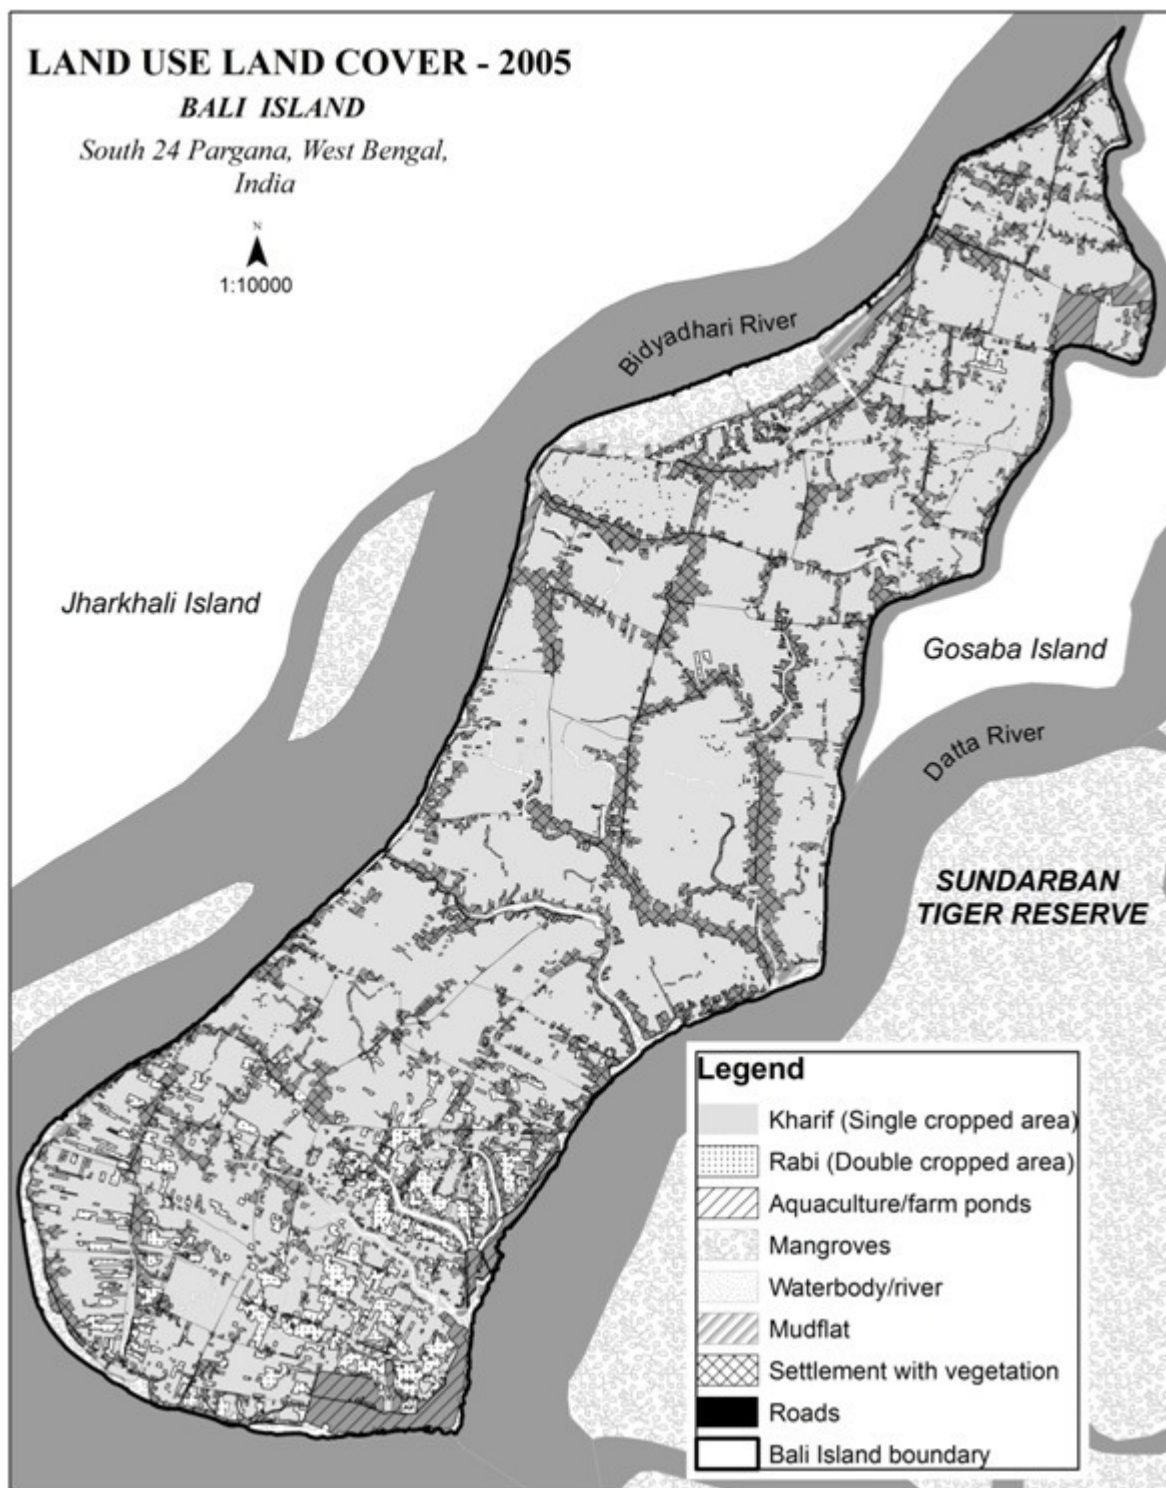 LAND USE LAND COVER - 2005
BALI ISLAND
South 24 Pargana, West Bengal,
India
N
1:10000
Bidyadhari River
Jharkhali Island
Gosaba Island
Datta River
SUNDARBAN
TIGER RESERVE
Legend
Kharif (Single cropped area)
Rabi (Double cropped area)
Aquaculture/farm ponds
Mangroves
Waterbody/river
Mudflat
Settlement with vegetation
Roads
Bali Island boundary